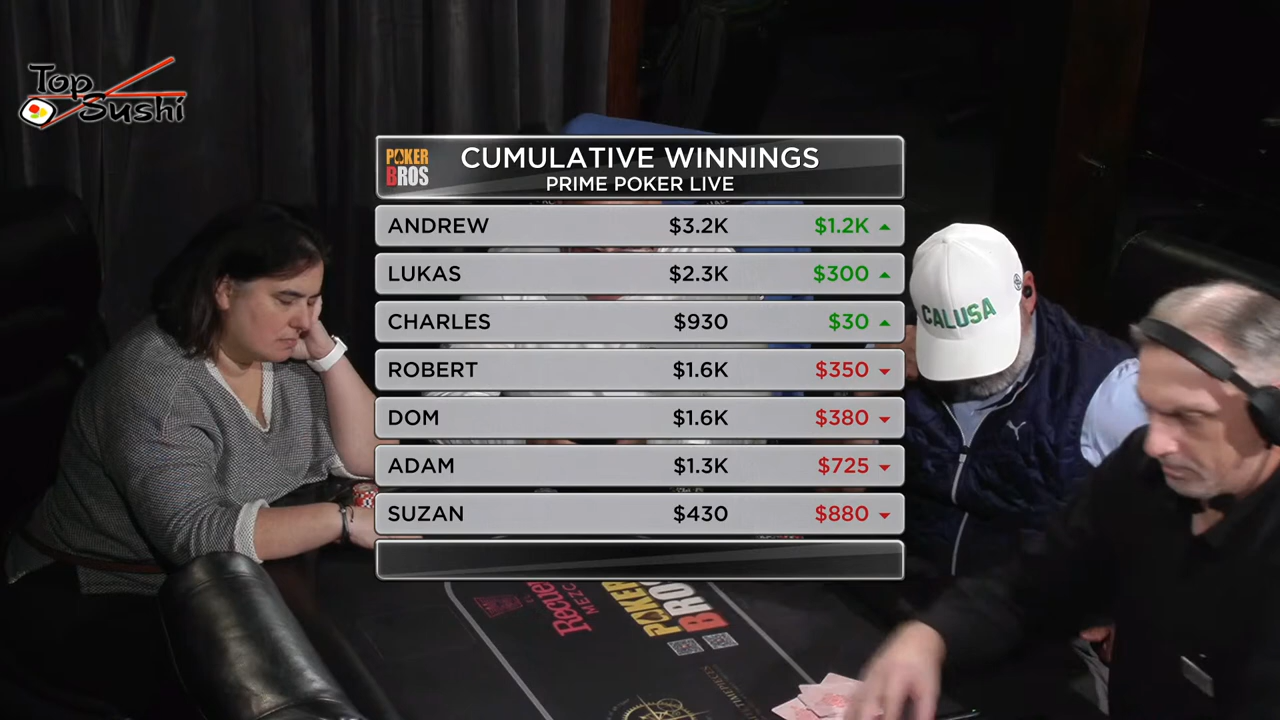 Top
Sushi
POKER
BROS
CUMULATIVE WINNINGS
PRIME POKER LIVE
ANDREW $3.2K $1.2K
LUKAS $2.3K $300
CHARLES $930 $30
ROBERT $1.6K $350
DOM $1.6K $380
ADAM $1.3K $725
SUZAN $430 $880
CALUSA
POKER
BROS